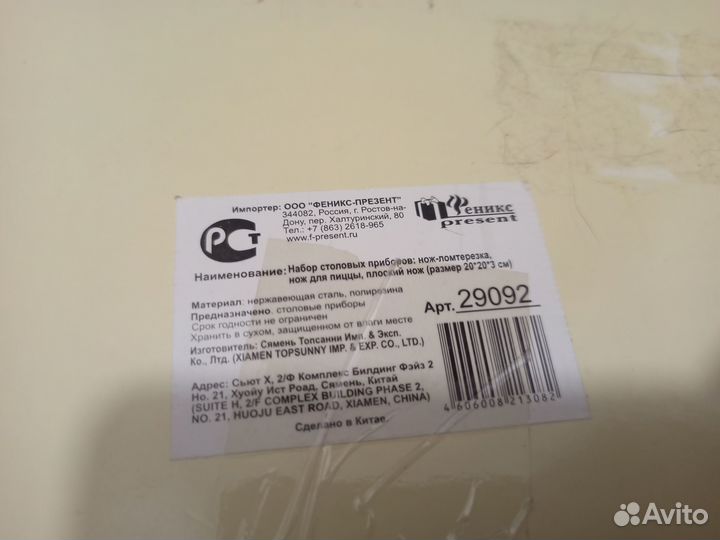 Импортер: ООО "ФЕНИКС-ПРЕЗЕНТ"
344082, Россия, г. Ростов-на-
Дону, пер. Халтуринский, 80
Тел.: +7 (863) 2618-965
www.f-present.ru
РСТ
Феникс
present
Наименование: Набор столовых приборов: нож-ломтерезка,
нож для пиццы, плоский нож (размер 20*20*3 см)
Материал: нержавеющая сталь, полирезина
Предназначено: столовые приборы
Срок годности не ограничен
Хранить в сухом, защищенном от влаги месте
Изготовитель: Сямень Топсанни Имп. & Эксп.
Ко., Лтд. (XIAMEN TOPSUNNY IMP. & EXP. CO., LTD.)
Арт. 29092
Адрес: Сьют Х, 2/Ф Комплекс Билдинг Фэйз 2
Но. 21, Хуойу Ист Роад, Сямень, Китай
(SUITE H, 2/F COMPLEX BUILDING PHASE 2,
NO. 21, HUOJU EAST ROAD, XIAMEN, CHINA)
4 606008 213082
Сделано в Китае.
Avito